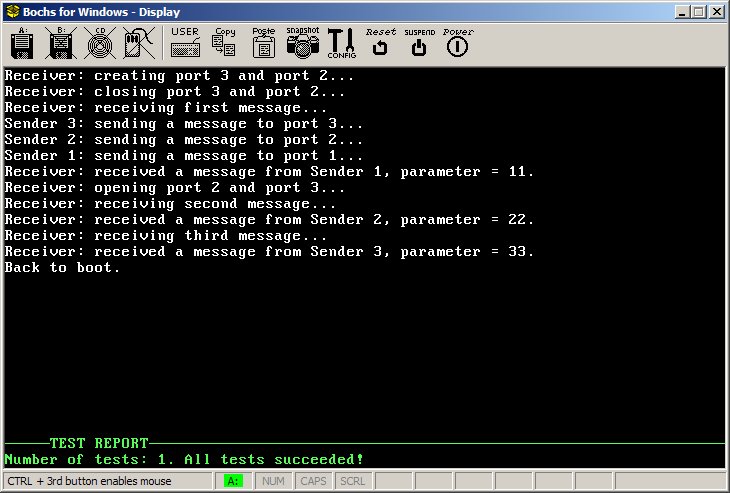 Bochs for Windows - Display
A: B: CD USER Copy Paste snapshot CONFIG Reset SUSPEND Power
Receiver: creating port 3 and port 2...
Receiver: closing port 3 and port 2...
Receiver: receiving first message...
Sender 3: sending a message to port 3...
Sender 2: sending a message to port 2...
Sender 1: sending a message to port 1...
Receiver: received a message from Sender 1, parameter = 11.
Receiver: opening port 2 and port 3...
Receiver: receiving second message...
Receiver: received a message from Sender 2, parameter = 22.
Receiver: receiving third message...
Receiver: received a message from Sender 3, parameter = 33.
Back to boot.
TEST REPORT
Number of tests: 1. All tests succeeded!
CTRL + 3rd button enables mouse A: NUM CAPS SCRL